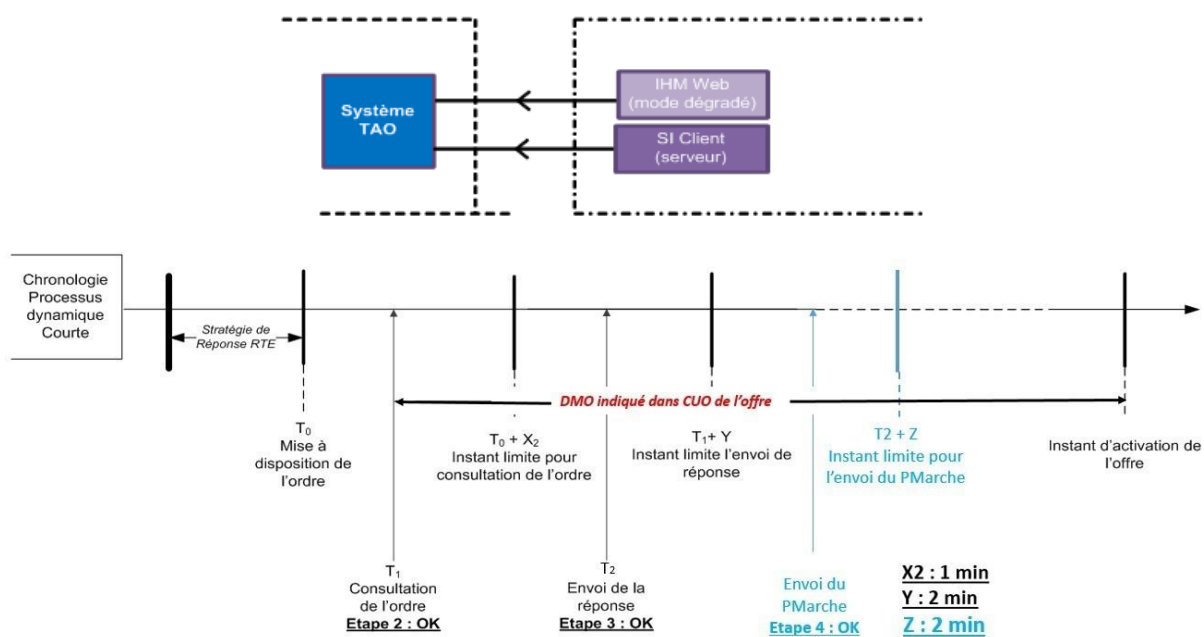 Système
TAO
IHM Web
(mode dégradé)
SI Client
(serveur)
Chronologie
Processus
dynamique
Courte
Stratégie de
Réponse RTE
DMO indiqué dans CUO de l'offre
T₀
Mise à
disposition de
l'ordre
T₀ + X₂
Instant limite pour
consultation de l'ordre
T₁+ Y
Instant limite l'envoi de
réponse
T2 + Z
Instant limite pour
l'envoi du PMarche
Instant d'activation de
l'offre
T₁
Consultation
de l'ordre
Etape 2 : OK
T₂
Envoi de la
réponse
Etape 3 : OK
Envoi du
PMarche
Etape 4 : OK
X2 : 1 min
Y : 2 min
Z : 2 min